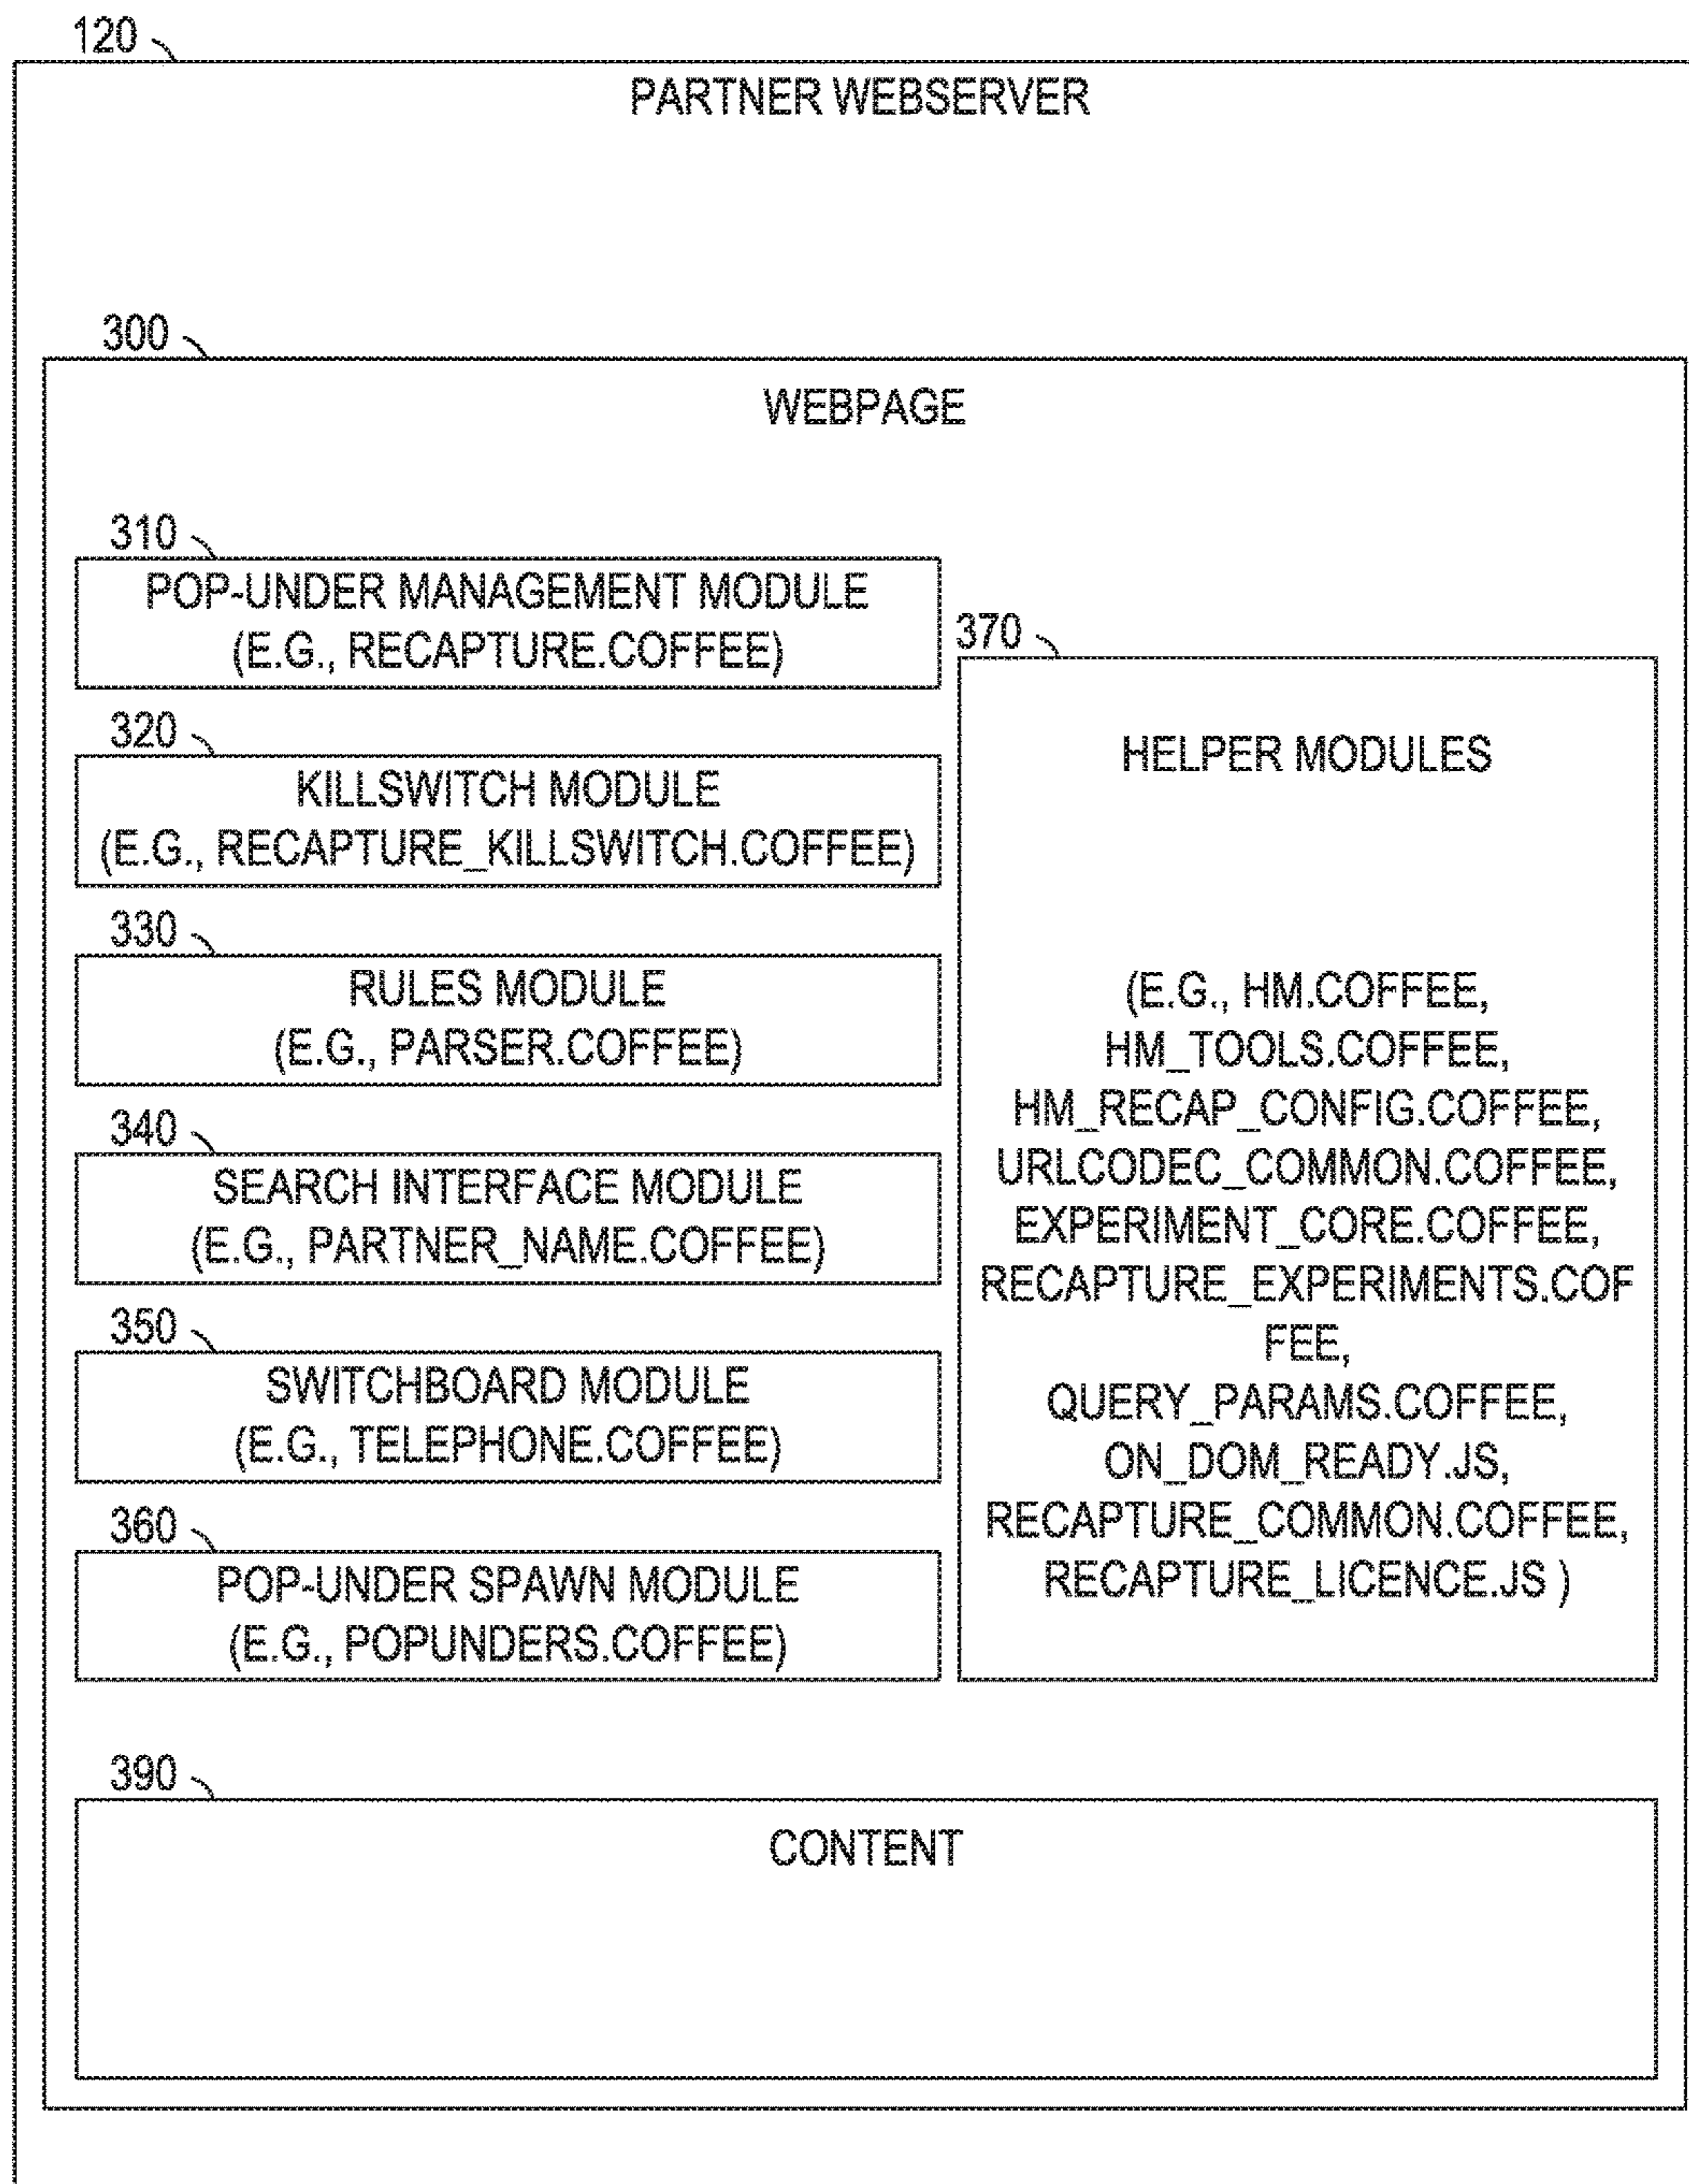 120
PARTNER WEBSERVER
300
WEBPAGE
310
POP-UNDER MANAGEMENT MODULE
(E.G., RECAPTURE.COFFEE)
320
KILLSWITCH MODULE
(E.G., RECAPTURE_KILLSWITCH.COFFEE)
330
RULES MODULE
(E.G., PARSER.COFFEE)
340
SEARCH INTERFACE MODULE
(E.G., PARTNER_NAME.COFFEE)
350
SWITCHBOARD MODULE
(E.G., TELEPHONE.COFFEE)
360
POP-UNDER SPAWN MODULE
(E.G., POPUNDERS.COFFEE)
370
HELPER MODULES
(E.G., HM.COFFEE,
HM_TOOLS.COFFEE,
HM_RECAP_CONFIG.COFFEE,
URLCODEC_COMMON.COFFEE,
EXPERIMENT_CORE.COFFEE,
RECAPTURE_EXPERIMENTS.COF
FEE,
QUERY_PARAMS.COFFEE,
ON_DOM_READY.JS,
RECAPTURE_COMMON.COFFEE,
RECAPTURE_LICENCE.JS )
390
CONTENT